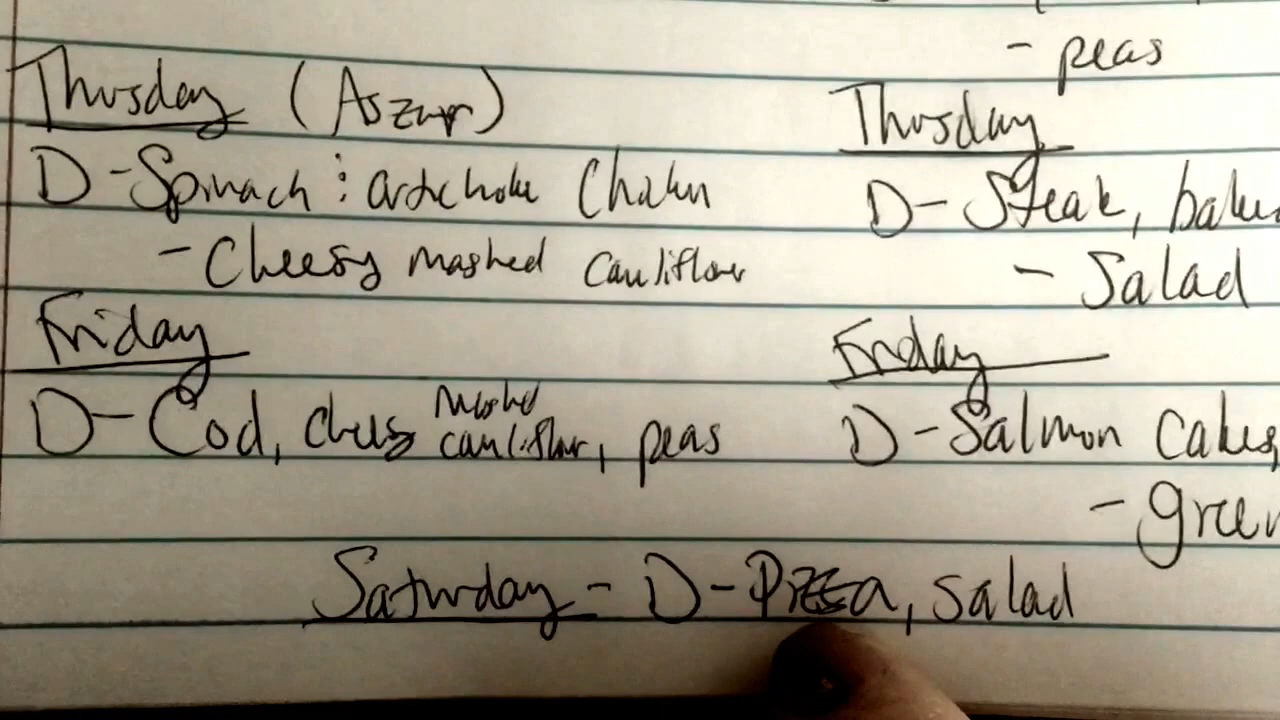 Thursday (Aszur)
D-Spinach : artichoke Chicken
- Cheesy mashed cauliflower
Friday
D-Cod, cheesy mashed cauliflower, peas
- peas
Thursday
D- Steak, bake
- Salad
Friday
D-Salmon Cakes,
- green
Saturday - D-Pizza, salad